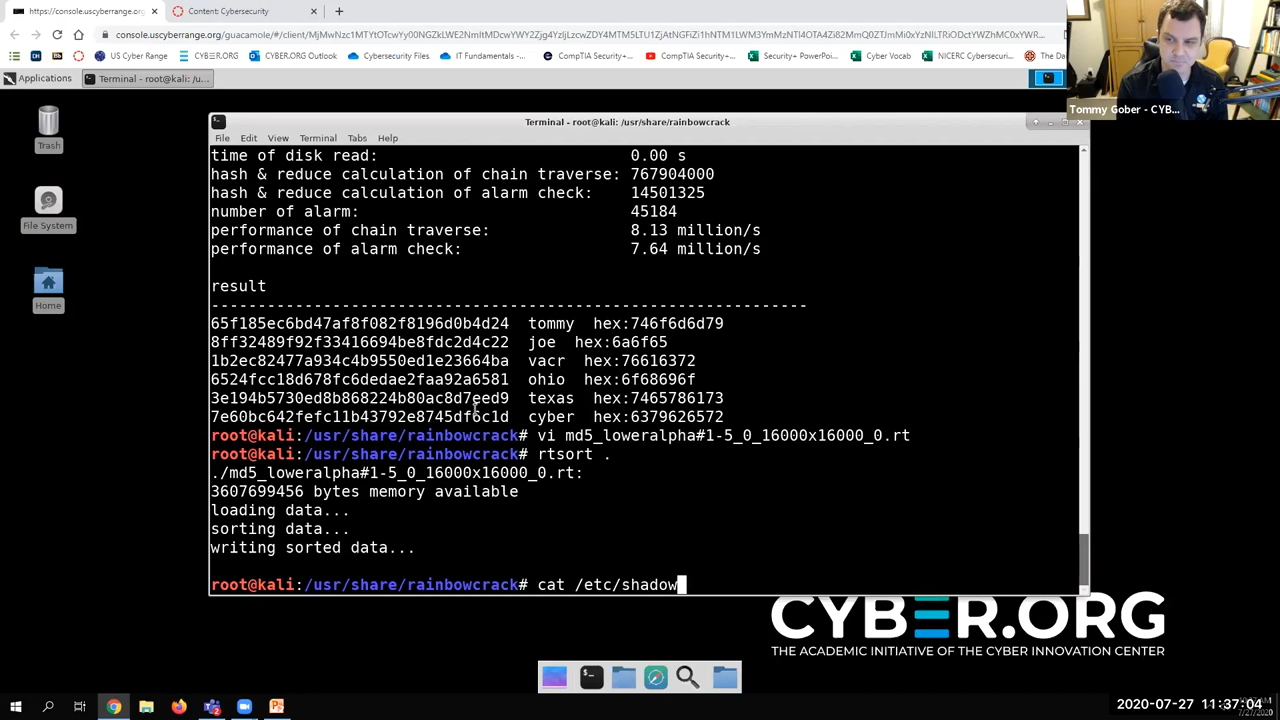 https://console.uscyberrange.org/
Content: Cybersecurity
console.uscyberrange.org/guacamole/#/client/
US Cyber Range
CYBER.ORG
CYBER.ORG Outlook
Cybersecurity Files
IT Fundamentals -...
CompTIA Security+...
CompTIA Security+...
Security+ PowerPoi...
Cyber Vocab
NICERC Cybersecuri...
Applications
Terminal - root@kali: /u...
Tommy Gober - CYB...
Trash
File System
Home
Terminal - root@kali: /usr/share/rainbowcrack
File Edit View Terminal Tabs Help
time of disk read: 0.00 s
hash & reduce calculation of chain traverse: 767904000
hash & reduce calculation of alarm check: 14501325
number of alarm: 45184
performance of chain traverse: 8.13 million/s
performance of alarm check: 7.64 million/s
result
-----------------------------------------------------------------
65f185ec6bd47af8f082f8196d0b4d24 tommy hex:746f6d6d79
8ff32489f92f33416694be8fdc2d4c22 joe hex:6a6f65
1b2ec82477a934c4b9550ed1e23664ba vacr hex:76616372
6524fcc18d678fc6dedae2faa92a6581 ohio hex:6f68696f
3e194b5730ed8b868224b80ac8d7eed9 texas hex:7465786173
7e60bc642fefc11b43792e8745df6c1d cyber hex:6379626572
root@kali:/usr/share/rainbowcrack# vi md5_loweralpha#1-5_0_16000x16000_0.rt
root@kali:/usr/share/rainbowcrack# rtsort .
./md5_loweralpha#1-5_0_16000x16000_0.rt:
3607699456 bytes memory available
loading data...
sorting data...
writing sorted data...
root@kali:/usr/share/rainbowcrack# cat /etc/shadow
CYBER.ORG
THE ACADEMIC INITIATIVE OF THE CYBER INNOVATION CENTER
2020-07-27 11:37:04